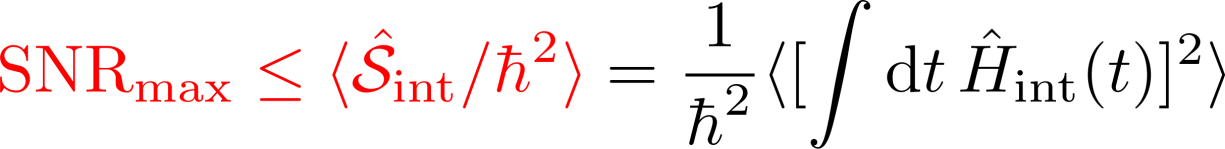 SNR_max ≤ ⟨𝒮̂_int/ħ²⟩ = 1/ħ² ⟨[∫ dt Ĥ_int(t)]²⟩